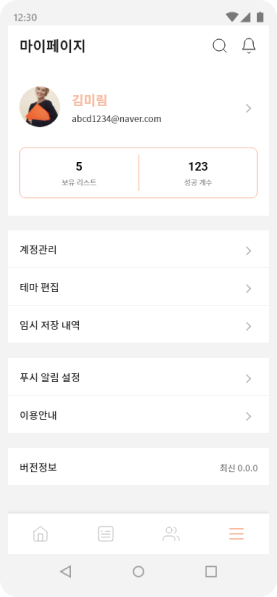 12:30
마이페이지
김미림
abcd1234@naver.com
5
123
보유 리스트
성공 개수
계정관리
테마 편집
임시 저장 내역
푸시 알림 설정
이용안내
버전정보
최신 0.0.0